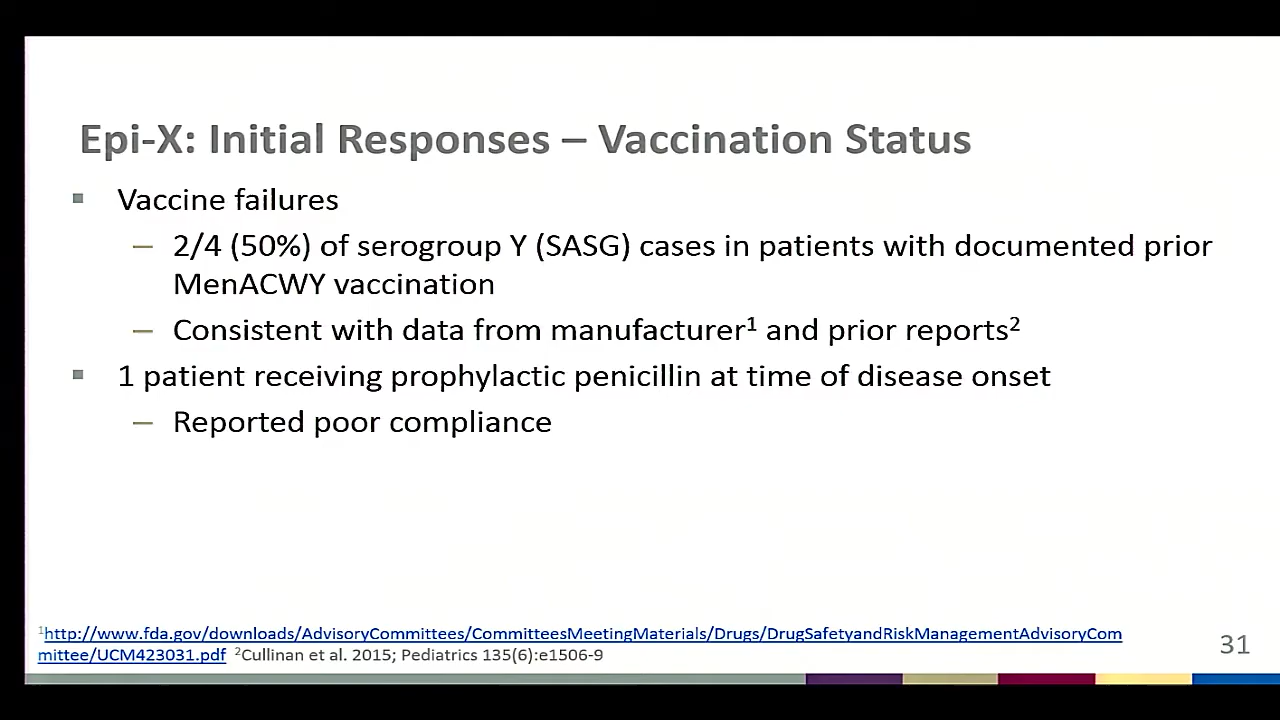 Epi-X: Initial Responses – Vaccination Status
▪ Vaccine failures
– 2/4 (50%) of serogroup Y (SASG) cases in patients with documented prior
MenACWY vaccination
– Consistent with data from manufacturer¹ and prior reports²
▪ 1 patient receiving prophylactic penicillin at time of disease onset
– Reported poor compliance
¹http://www.fda.gov/downloads/AdvisoryCommittees/CommitteesMeetingMaterials/Drugs/DrugSafetyandRiskManagementAdvisoryCom
mittee/UCM423031.pdf ²Cullinan et al. 2015; Pediatrics 135(6):e1506-9
31